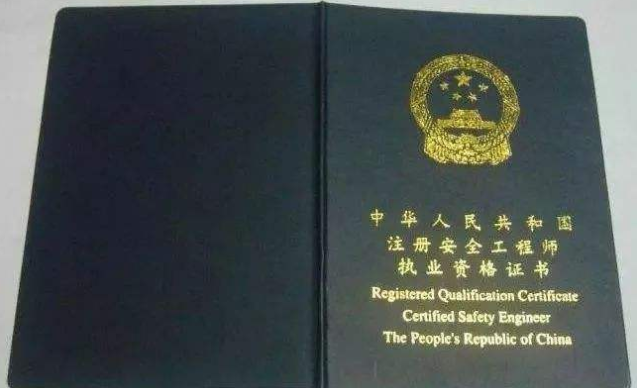 中华人民共和国
注册安全工程师
执业资格证书
Registered Qualification Certificate
Certified Safety Engineer
The People's Republic of China